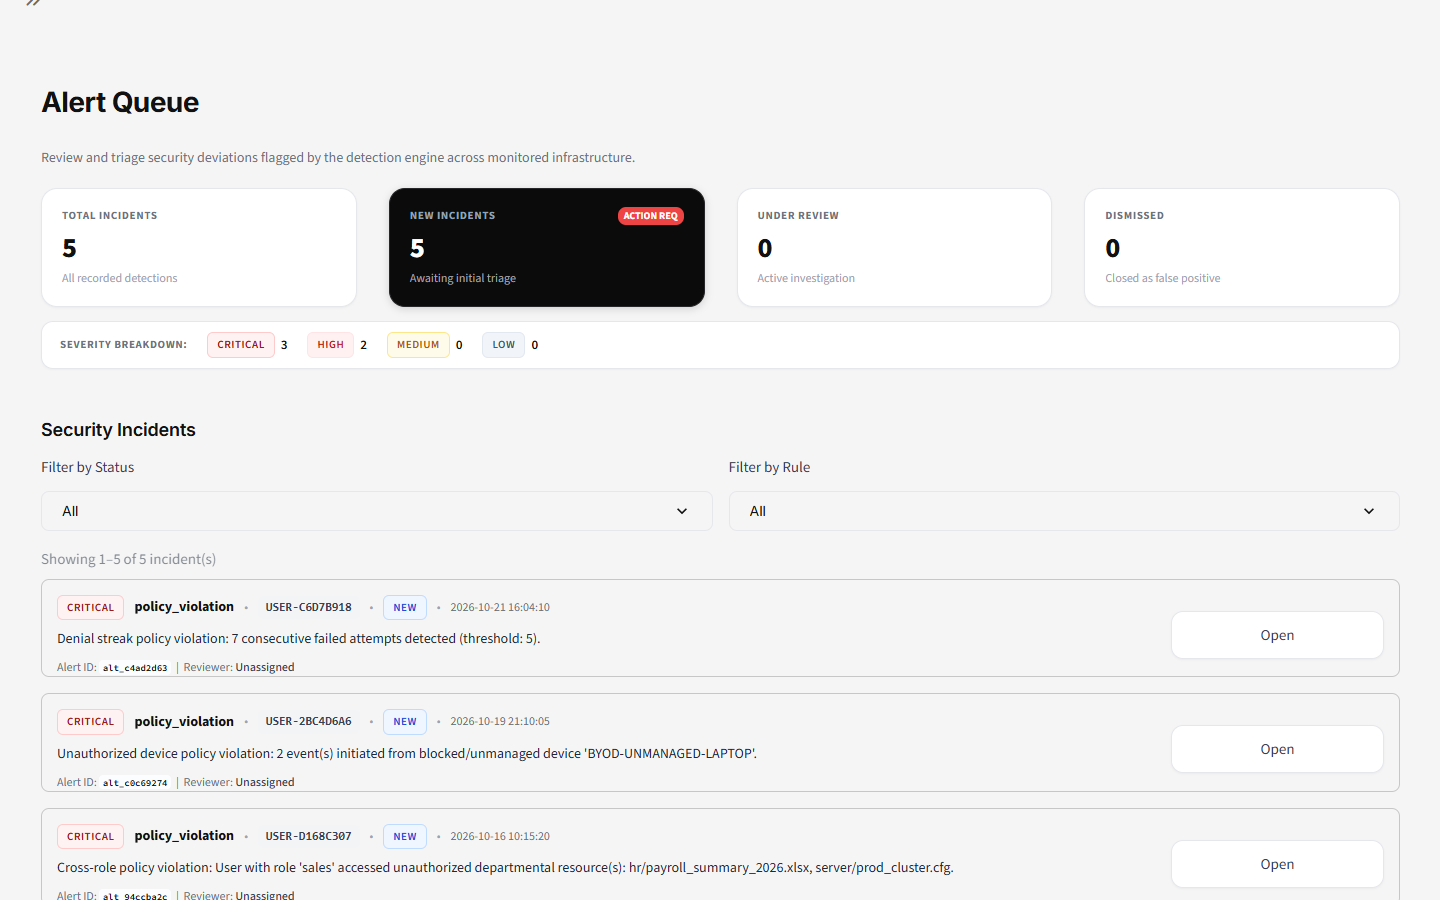 Alert Queue
Review and triage security deviations flagged by the detection engine across monitored infrastructure.
TOTAL INCIDENTS
5
All recorded detections
NEW INCIDENTS ACTION REQ
5
Awaiting initial triage
UNDER REVIEW
0
Active investigation
DISMISSED
0
Closed as false positive
SEVERITY BREAKDOWN: CRITICAL 3 HIGH 2 MEDIUM 0 LOW 0
Security Incidents
Filter by Status
All
Filter by Rule
All
Showing 1–5 of 5 incident(s)
CRITICAL policy_violation • USER-C6D7B918 • NEW • 2026-10-21 16:04:10
Denial streak policy violation: 7 consecutive failed attempts detected (threshold: 5).
Alert ID: alt_c4ad2d63 | Reviewer: Unassigned
Open
CRITICAL policy_violation • USER-2BC4D6A6 • NEW • 2026-10-19 21:10:05
Unauthorized device policy violation: 2 event(s) initiated from blocked/unmanaged device 'BYOD-UNMANAGED-LAPTOP'.
Alert ID: alt_c0c69274 | Reviewer: Unassigned
Open
CRITICAL policy_violation • USER-D168C307 • NEW • 2026-10-16 10:15:20
Cross-role policy violation: User with role 'sales' accessed unauthorized departmental resource(s): hr/payroll_summary_2026.xlsx, server/prod_cluster.cfg.
Alert ID: alt_94ccba2c | Reviewer: Unassigned
Open